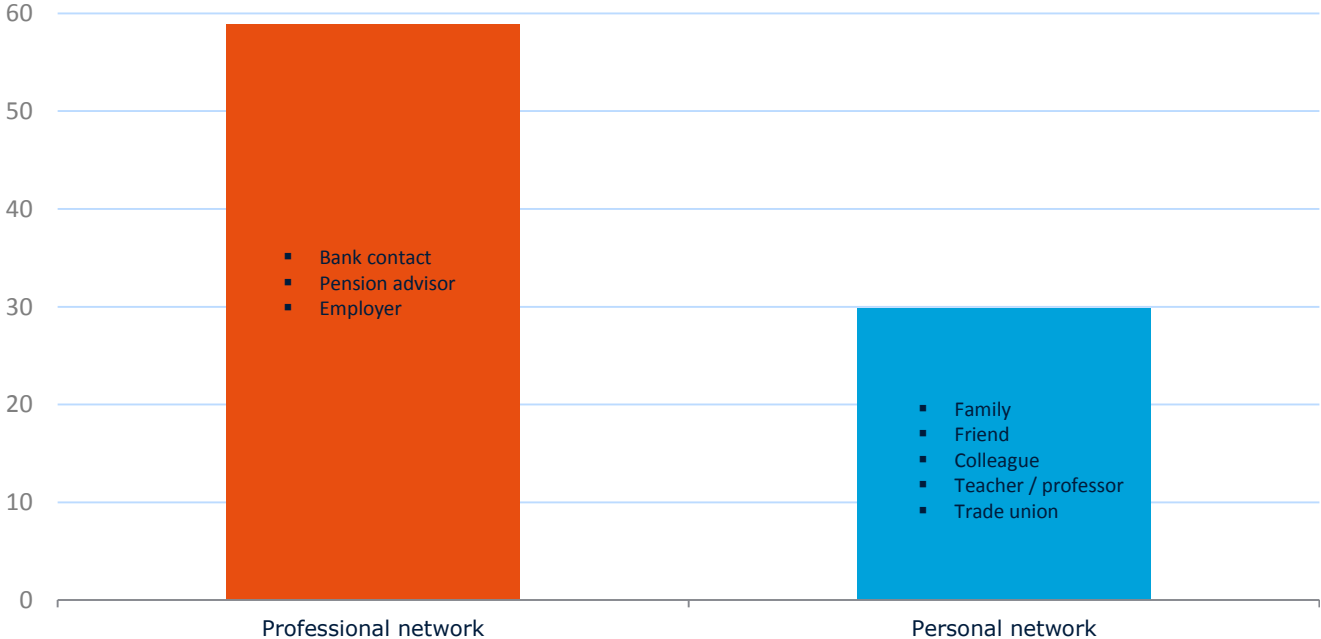 60
50
40
30
20
10
0
▪ Bank contact
▪ Pension advisor
▪ Employer
▪ Family
▪ Friend
▪ Colleague
▪ Teacher / professor
▪ Trade union
Professional network
Personal network